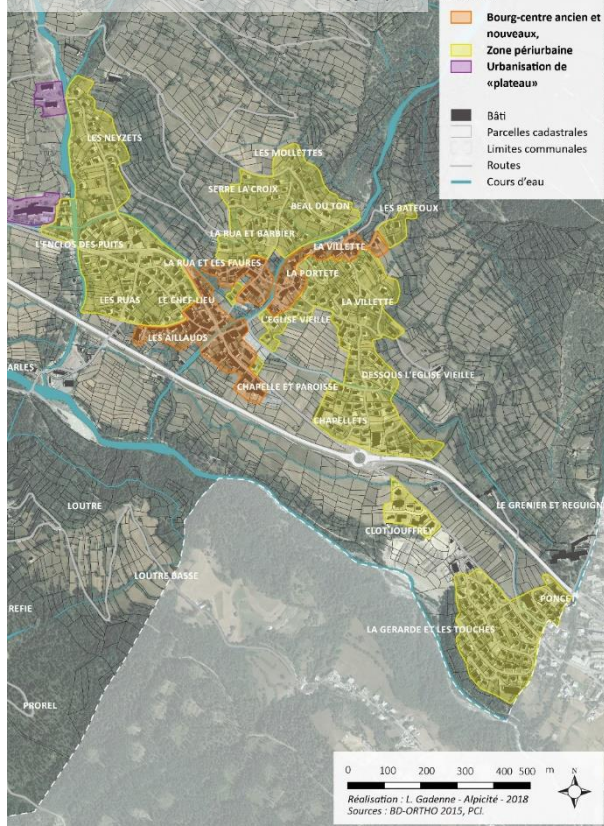 Bourg-centre ancien et
nouveaux,
Zone périurbaine
Urbanisation de
«plateau»
Bâti
Parcelles cadastrales
Limites communales
Routes
Cours d'eau
LES NEYZETS
LES MOLLETTES
SERRE LA CROIX
BEAL DU TON
LES BATEOUX
LA RUA ET BARBIER
L'ENCLOS DES PUITS
LA VILLETTE
LA RUA ET LES FAURES
LA PORTETE
LES RUAS
LE CHEF-LIEU
LA VILLETTE
L'EGLISE VIEILLE
LES AILLAUDS
DESSOUS L'EGLISE VIEILLE
ARLES
CHAPELLE ET PAROISSE
CHAPELLETS
LOUTRE
LE GRENIER ET REGUIGN
CLOT JOUFFREY
LOUTRE BASSE
PONCET
REFIE
LA GERARDE ET LES TOUCHES
PROREL
0 100 200 300 400 500 m
N
Réalisation : L. Gadenne - Alpicité - 2018
Sources : BD-ORTHO 2015, PCI.